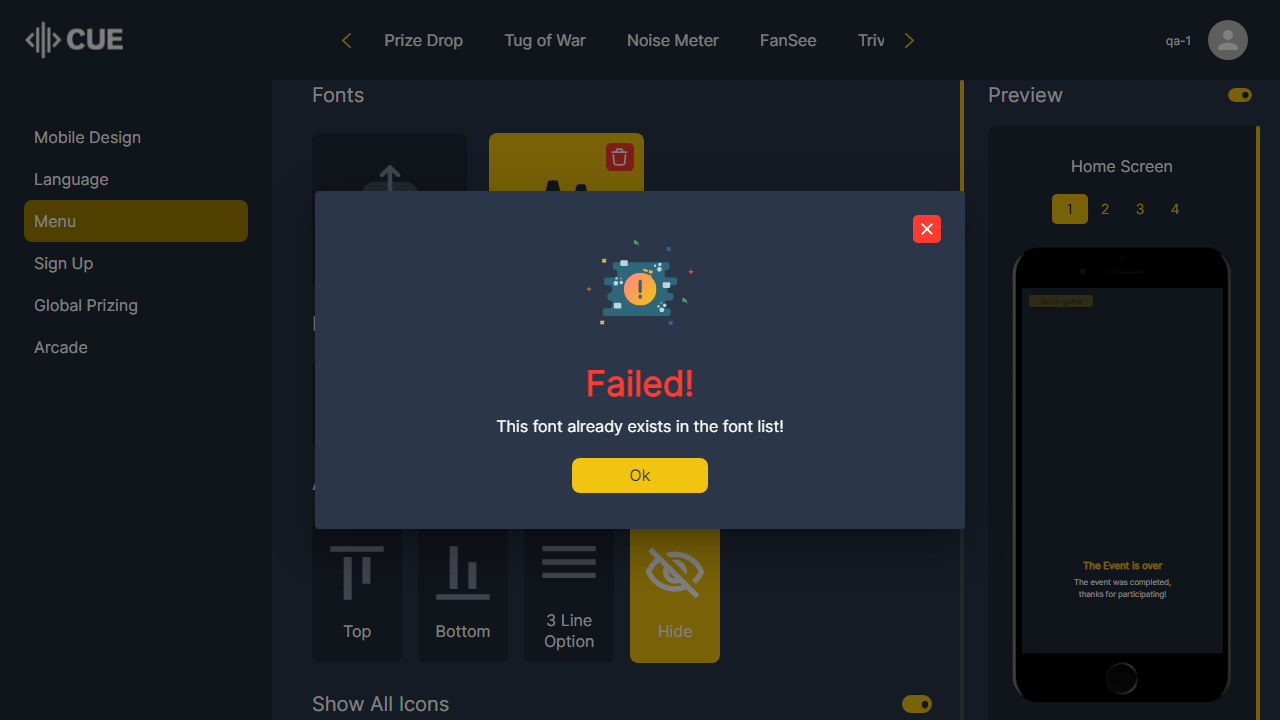 CUE
Prize Drop
Tug of War
Noise Meter
FanSee
Triv
qa-1
Mobile Design
Language
Menu
Sign Up
Global Prizing
Arcade
Fonts
Failed!
This font already exists in the font list!
Ok
Top
Bottom
3 Line
Option
Hide
Show All Icons
Preview
Home Screen
1 2 3 4
Go to game
The Event is over
The event was completed,
thanks for participating!